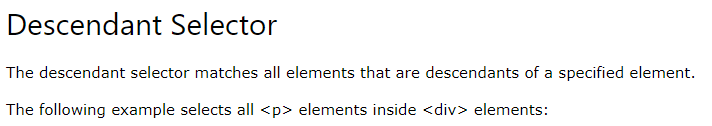 Descendant Selector
The descendant selector matches all elements that are descendants of a specified element.
The following example selects all <p> elements inside <div> elements: